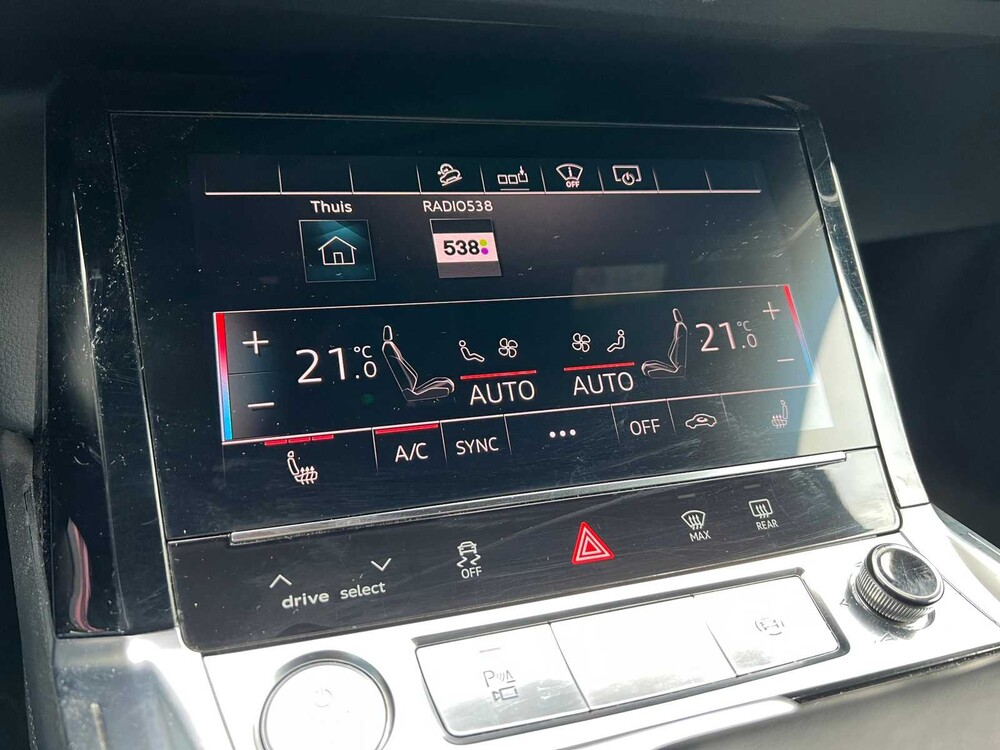 OFF
Thuis
RADIO538
538
+
21.0 °C
AUTO
AUTO
21.0 °C
+
−
−
A/C
SYNC
•••
OFF
drive select
OFF
MAX
REAR
P